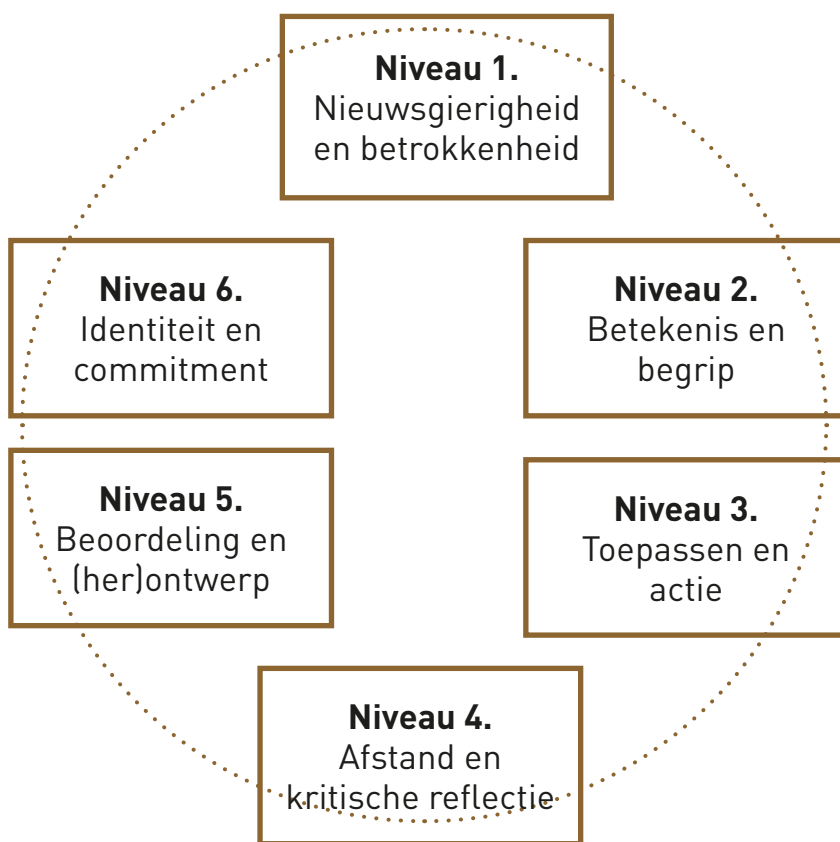 Niveau 1.
Nieuwsgierigheid
en betrokkenheid
Niveau 2.
Betekenis en
begrip
Niveau 3.
Toepassen en
actie
Niveau 4.
Afstand en
kritische reflectie
Niveau 5.
Beoordeling en
(her)ontwerp
Niveau 6.
Identiteit en
commitment